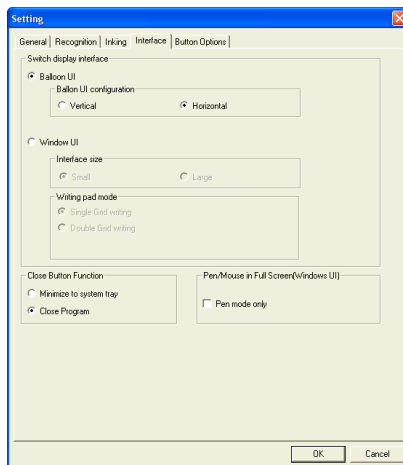 Setting
General Recognition Inking Interface Button Options
Switch display interface
Balloon UI
Ballon UI configuration
Vertical Horizontal
Window UI
Interface size
Small Large
Writing pad mode
Single Grid writing
Double Grid writing
Close Button Function Pen/Mouse in Full Screen(Windows UI)
Minimize to system tray
Pen mode only
Close Program
OK Cancel